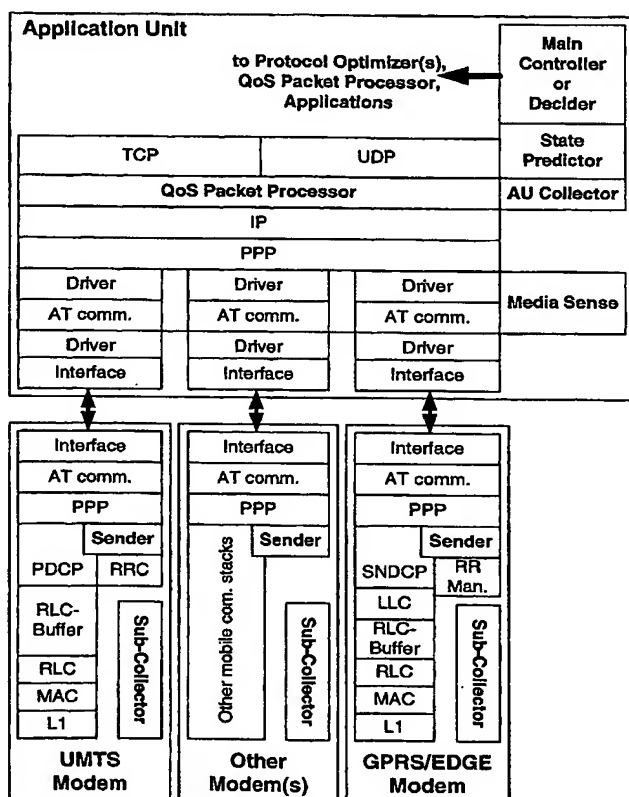 Application Unit
to Protocol Optimizer(s),
QoS Packet Processor,
Applications
Main
Controller
or
Decider
State
Predictor
TCP
UDP
QoS Packet Processor
AU Collector
IP
PPP
Driver
Driver
Driver
Media Sense
AT comm.
AT comm.
AT comm.
Driver
Driver
Driver
Interface
Interface
Interface
Interface
AT comm.
PPP
Sender
PDCP
RRC
RLC-
Buffer
RLC
MAC
L1
Sub-Collector
UMTS
Modem
Interface
AT comm.
PPP
Sender
Other mobile com. stacks
Sub-Collector
Other
Modem(s)
Interface
AT comm.
PPP
Sender
SNDCP
RR
Man.
LLC
RLC-
Buffer
RLC
MAC
L1
Sub-Collector
GPRS/EDGE
Modem